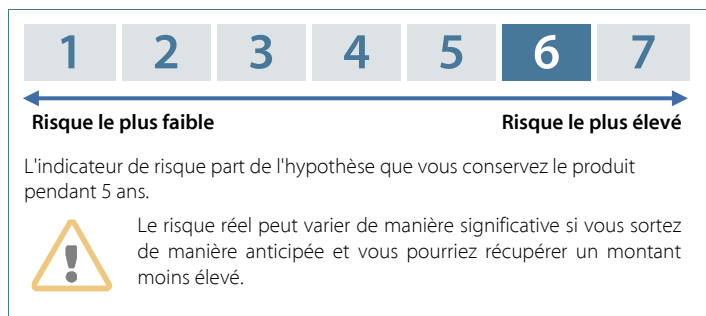 1 2 3 4 5 6 7
Risque le plus faible Risque le plus élevé
L'indicateur de risque part de l'hypothèse que vous conservez le produit
pendant 5 ans.
Le risque réel peut varier de manière significative si vous sortez
de manière anticipée et vous pourriez récupérer un montant
moins élevé.